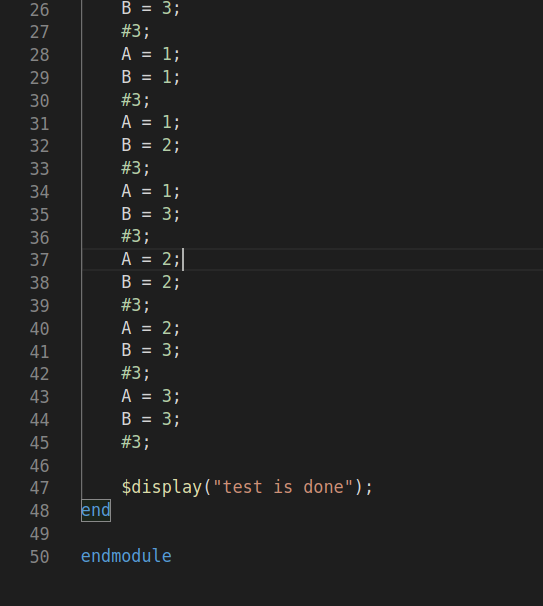 26 B = 3;
27 #3;
28 A = 1;
29 B = 1;
30 #3;
31 A = 1;
32 B = 2;
33 #3;
34 A = 1;
35 B = 3;
36 #3;
37 A = 2;
38 B = 2;
39 #3;
40 A = 2;
41 B = 3;
42 #3;
43 A = 3;
44 B = 3;
45 #3;
46
47 $display("test is done");
48 end
49
50 endmodule